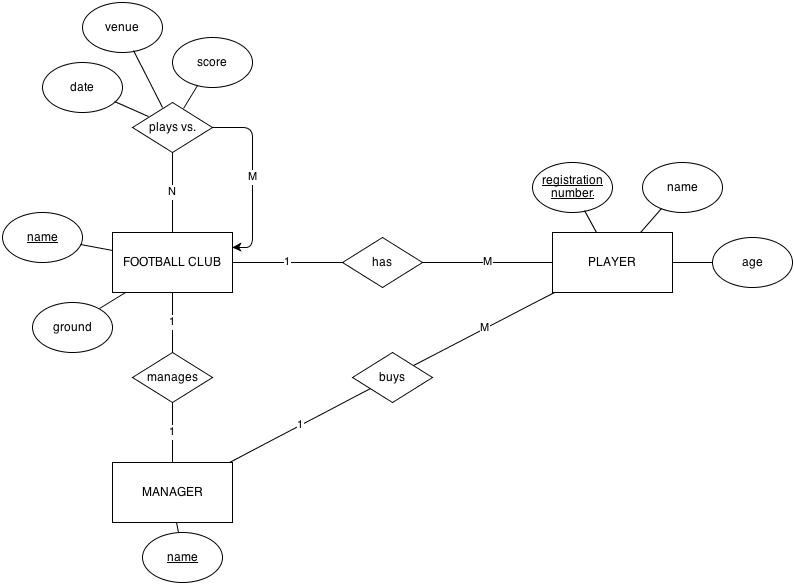 venue
score
date
plays vs.
M
N
registration
number.
name
name
FOOTBALL CLUB
1
has
M
PLAYER
age
ground
1
M
manages
buys
1
1
MANAGER
name